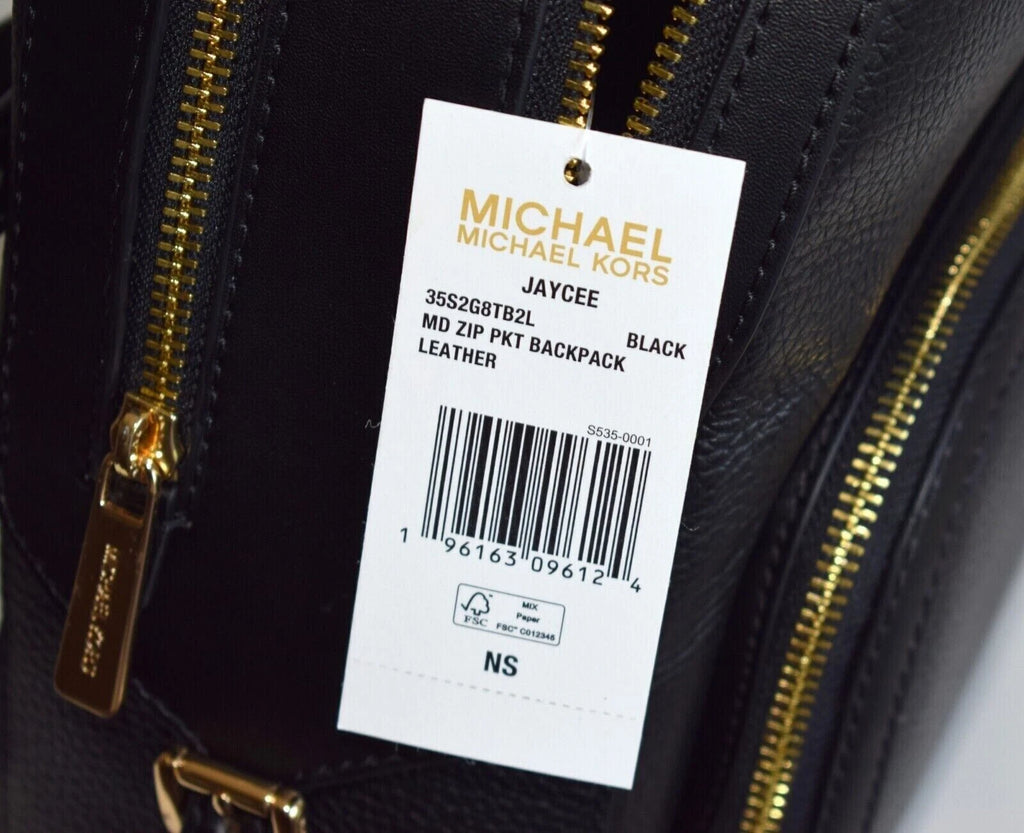 MICHAEL
MICHAEL KORS
JAYCEE
35S2G8TB2L BLACK
MD ZIP PKT BACKPACK
LEATHER
S535-0001
1 96163 09612 4
FSC
MIX
Paper
FSC™ C012345
NS
MICHAEL KORS